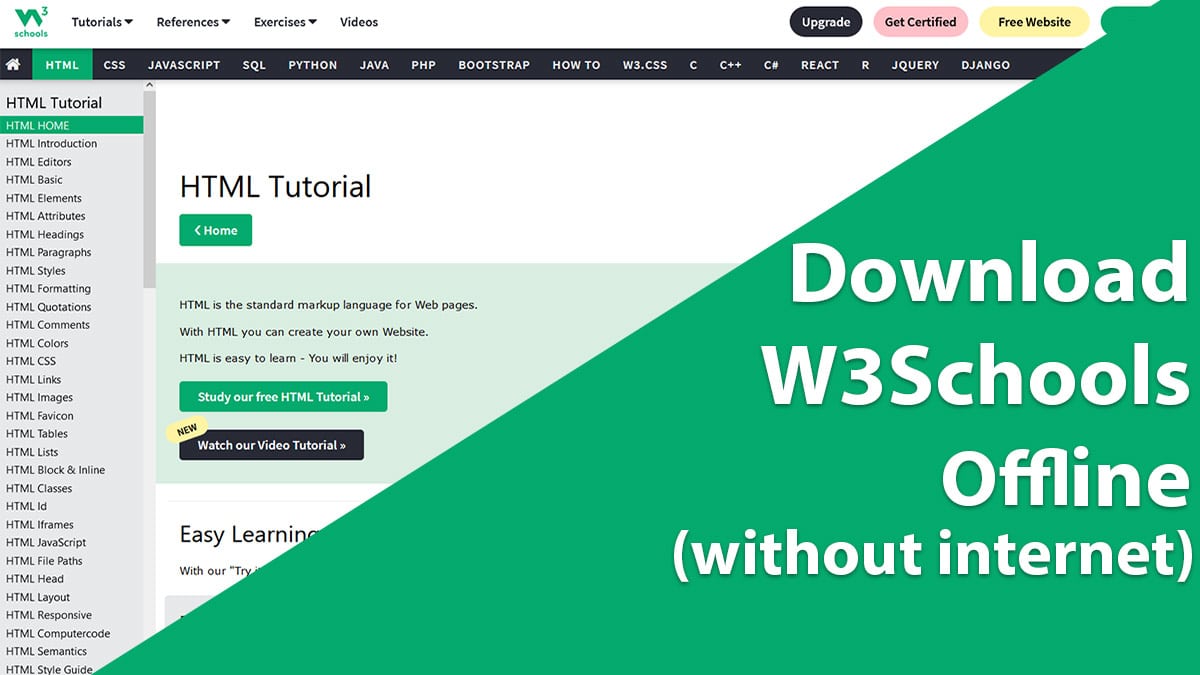 W3
schools
Tutorials References Exercises Videos
Upgrade Get Certified Free Website
HTML CSS JAVASCRIPT SQL PYTHON JAVA PHP BOOTSTRAP HOW TO W3.CSS C C++ C# REACT R JQUERY DJANGO
HTML Tutorial
HTML HOME
HTML Introduction
HTML Editors
HTML Basic
HTML Elements
HTML Attributes
HTML Headings
HTML Paragraphs
HTML Styles
HTML Formatting
HTML Quotations
HTML Comments
HTML Colors
HTML CSS
HTML Links
HTML Images
HTML Favicon
HTML Tables
HTML Lists
HTML Block & Inline
HTML Classes
HTML Id
HTML Iframes
HTML JavaScript
HTML File Paths
HTML Head
HTML Layout
HTML Responsive
HTML Computercode
HTML Semantics
HTML Style Guide
HTML Tutorial
❮ Home
HTML is the standard markup language for Web pages.
With HTML you can create your own Website.
HTML is easy to learn - You will enjoy it!
Study our free HTML Tutorial »
NEW
Watch our Video Tutorial »
Easy Learning
With our "Try
Download
W3Schools
Offline
(without internet)